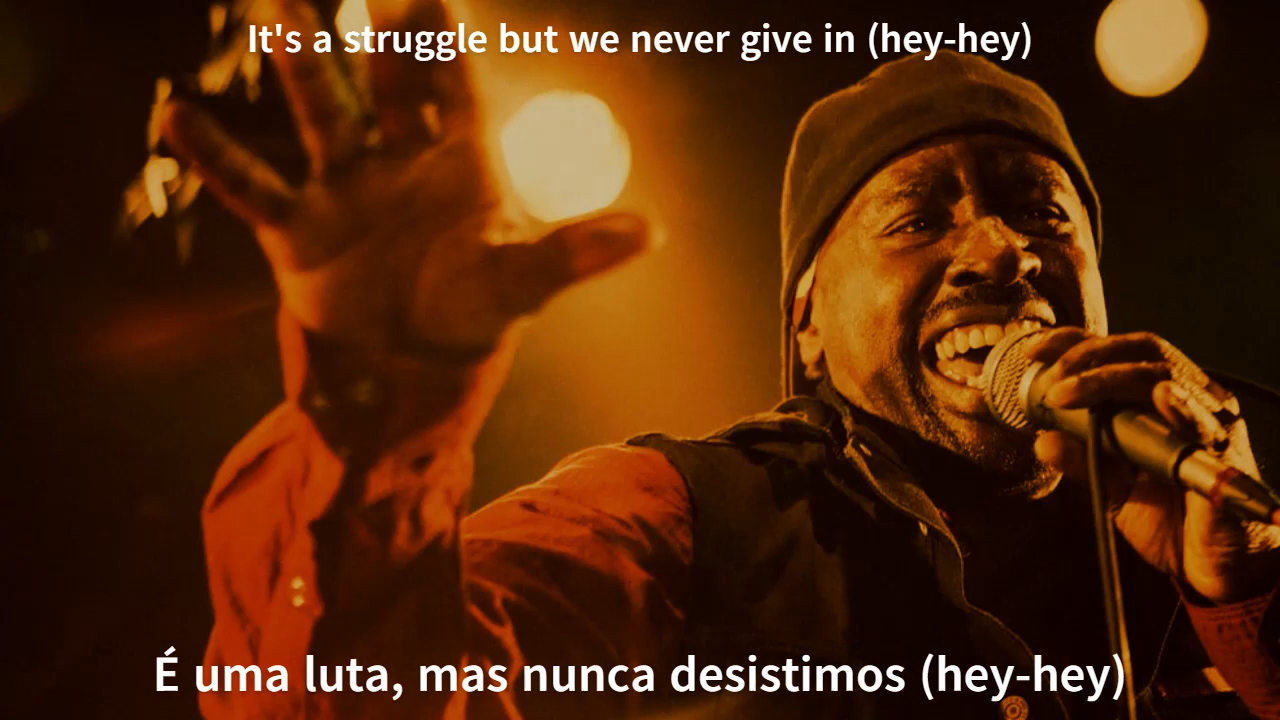 It's a struggle but we never give in (hey-hey)
É uma luta, mas nunca desistimos (hey-hey)